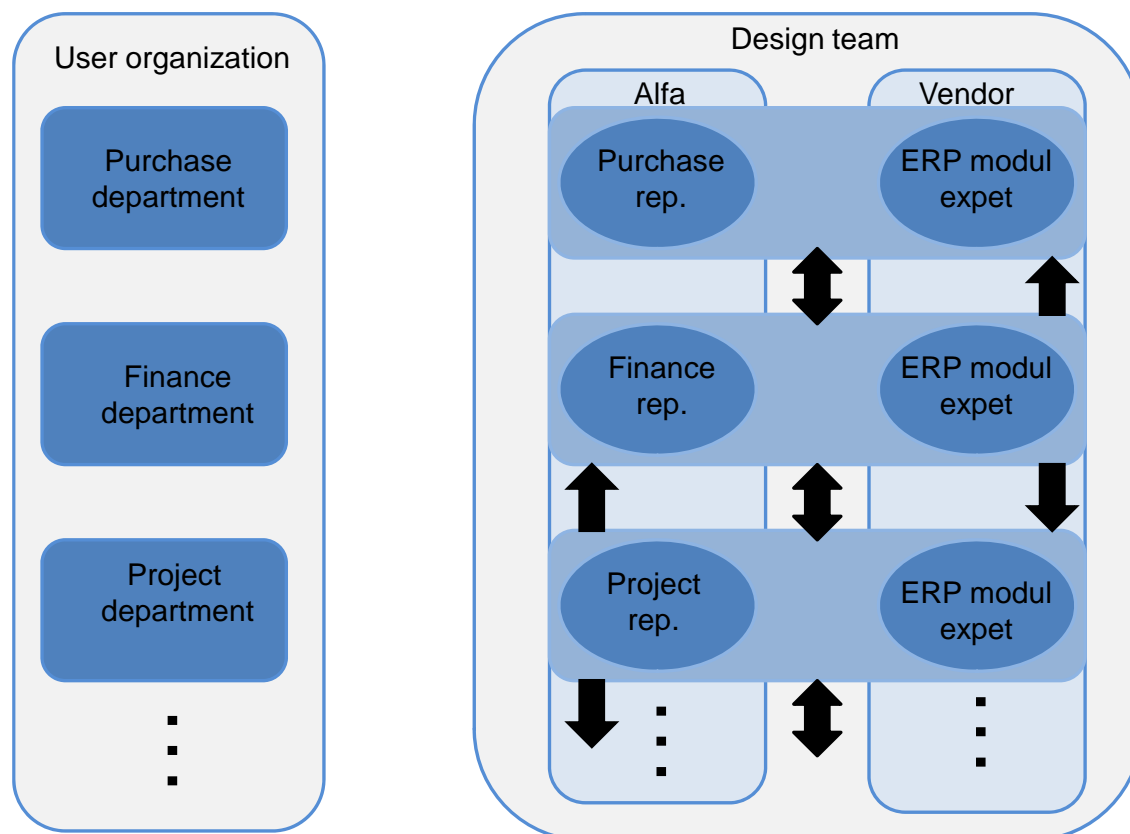 User organization
Purchase
department
Finance
department
Project
department
Design team
Alfa
Vendor
Purchase
rep.
ERP modul
expet
Finance
rep.
ERP modul
expet
Project
rep.
ERP modul
expet